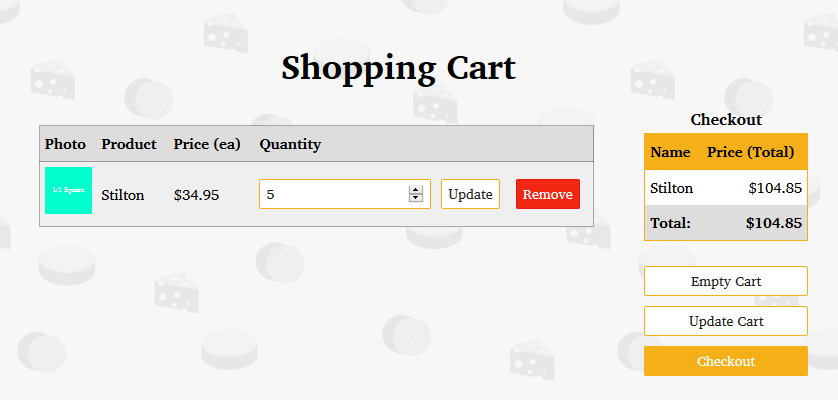 Shopping Cart
Photo Product Price (ea) Quantity
1:1 Square Stilton $34.95 5 Update Remove
Checkout
Name Price (Total)
Stilton $104.85
Total: $104.85
Empty Cart
Update Cart
Checkout